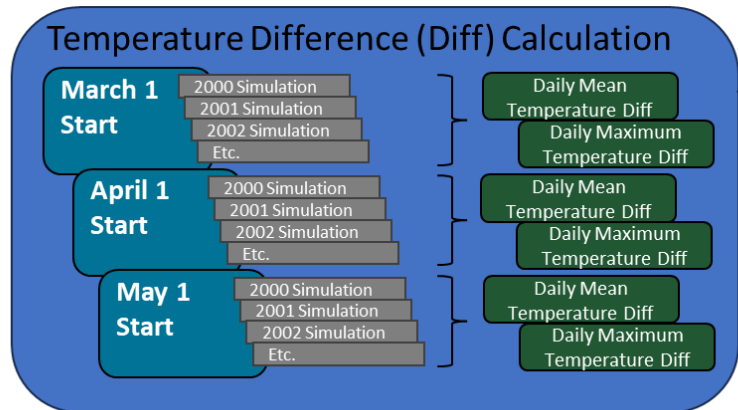 Temperature Difference (Diff) Calculation
March 1
Start
2000 Simulation
2001 Simulation
2002 Simulation
Etc.
Daily Mean
Temperature Diff
Daily Maximum
Temperature Diff
April 1
Start
2000 Simulation
2001 Simulation
2002 Simulation
Etc.
Daily Mean
Temperature Diff
Daily Maximum
Temperature Diff
May 1
Start
2000 Simulation
2001 Simulation
2002 Simulation
Etc.
Daily Mean
Temperature Diff
Daily Maximum
Temperature Diff